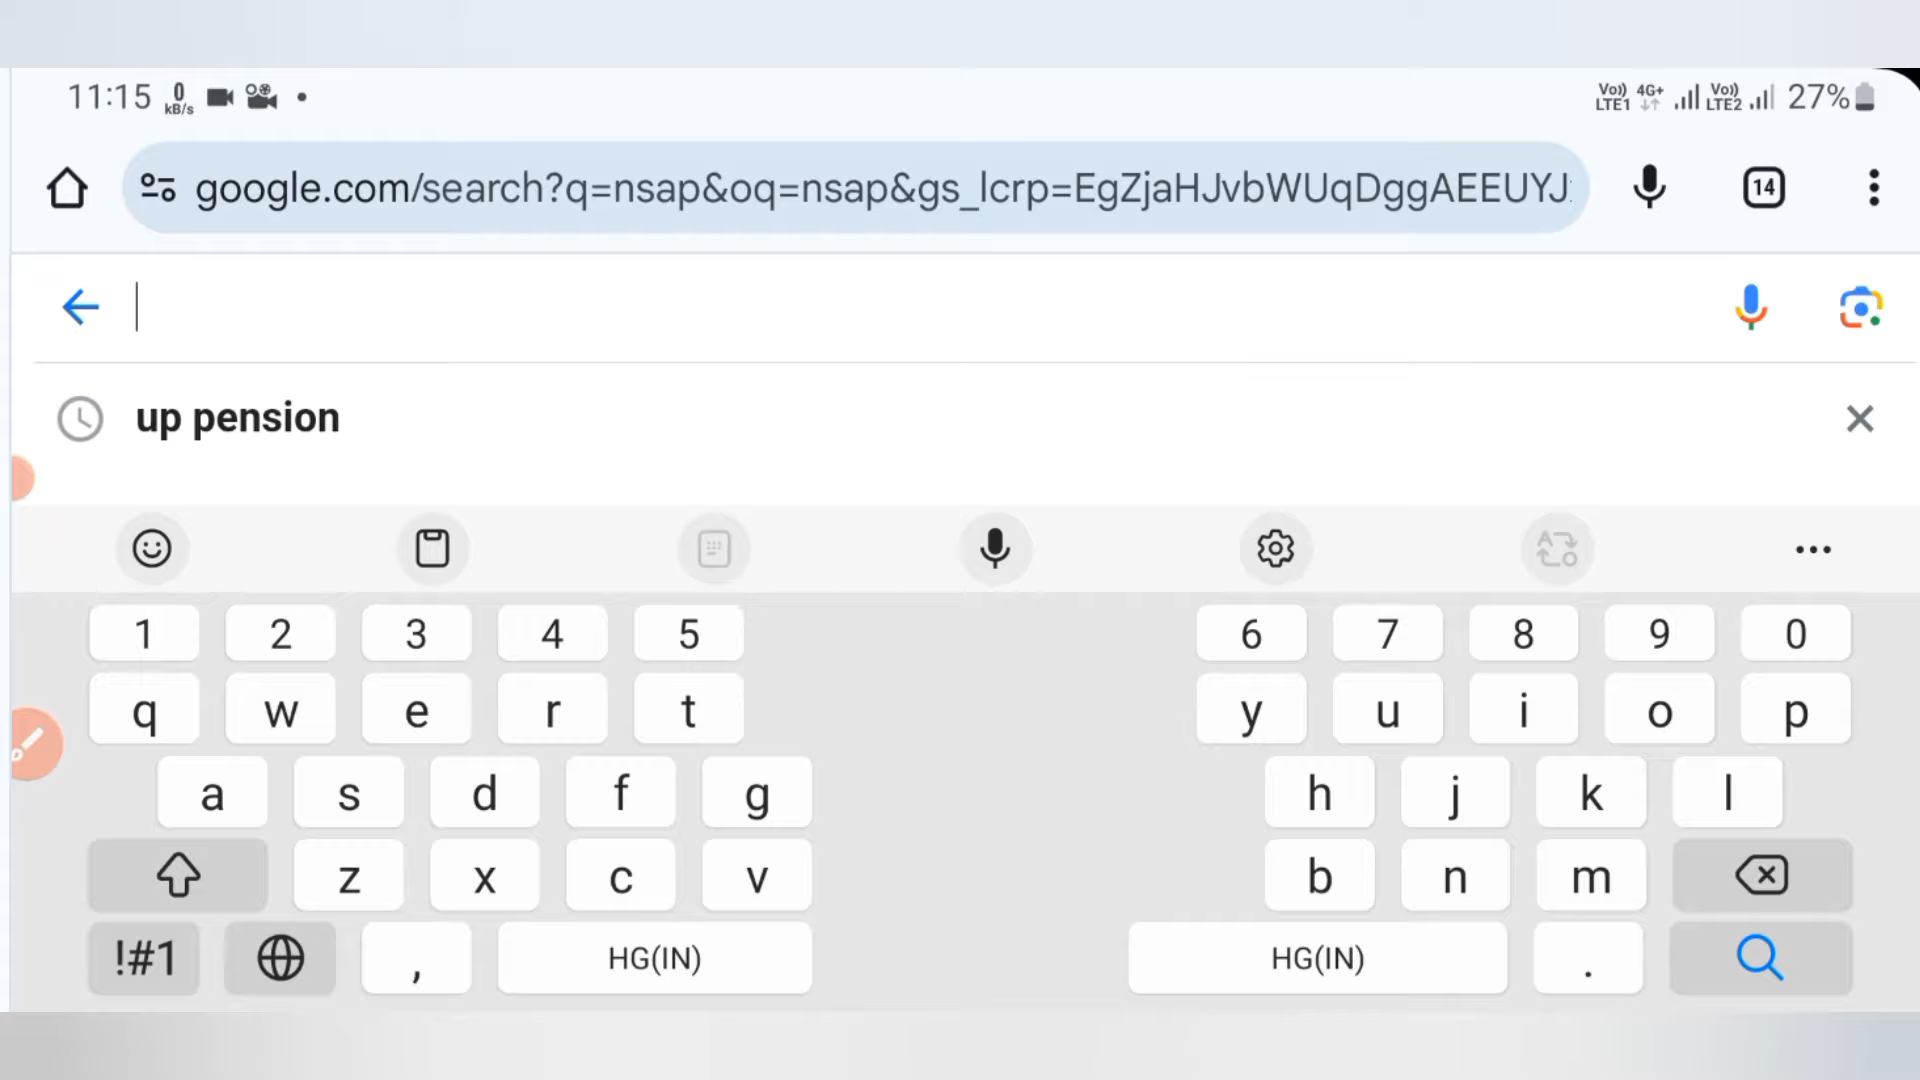 11:15 0 kB/s Vo)) LTE1 4G+ Vo)) LTE2 27%
google.com/search?q=nsap&oq=nsap&gs_lcrp=EgZjaHJvbWUqDggAEEUYJ
14
up pension
1 2 3 4 5 6 7 8 9 0
q w e r t y u i o p
a s d f g h j k l
z x c v b n m
!#1 , HG(IN) HG(IN) .